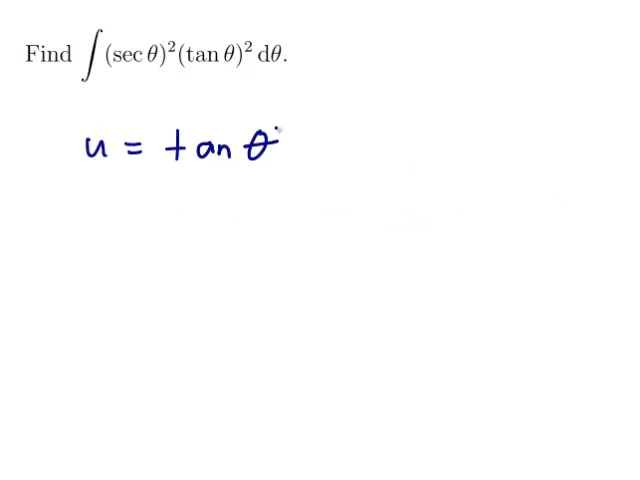 Find ∫(sec θ)²(tan θ)² dθ.
u = tan θ